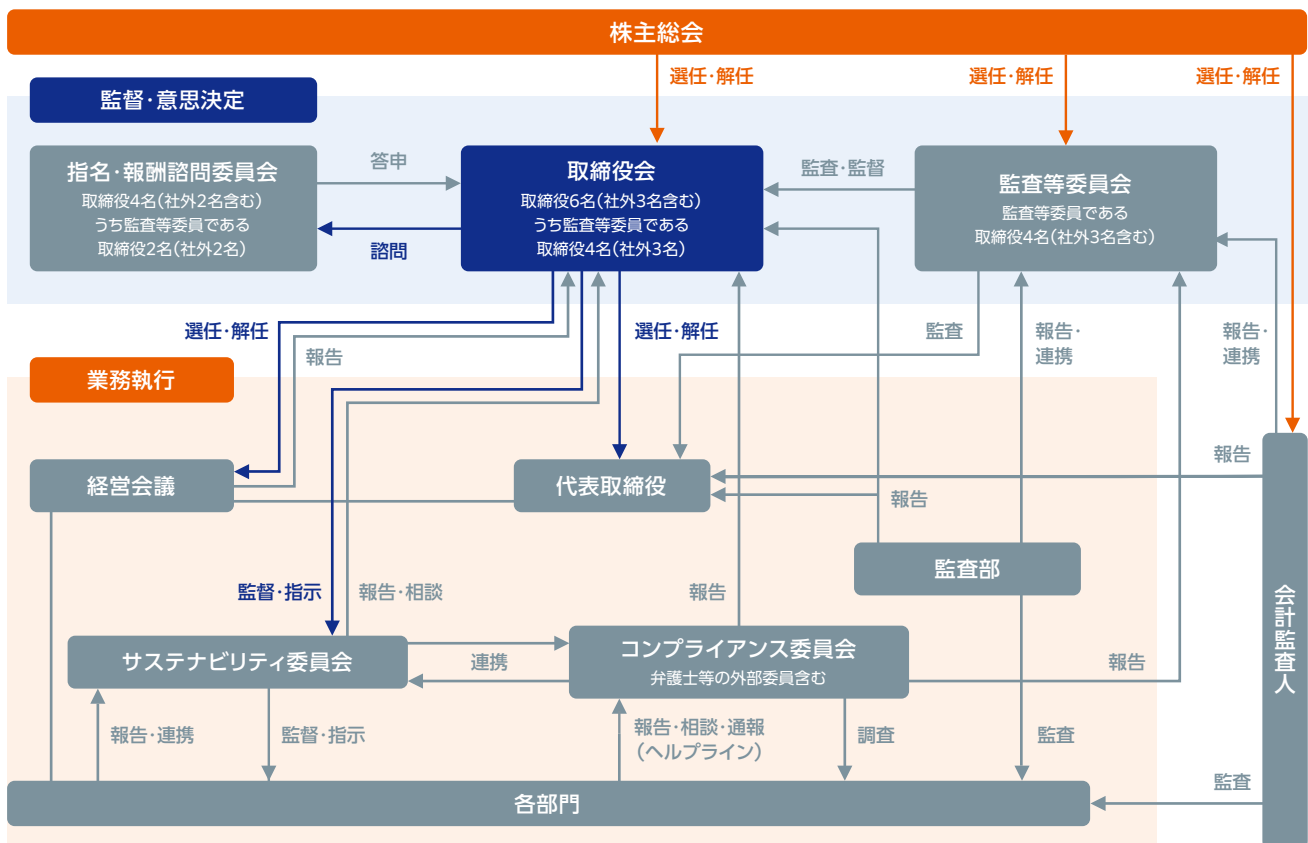 株主総会
選任・解任
選任・解任
選任・解任
監督・意思決定
指名・報酬諮問委員会
取締役4名(社外2名含む)
うち監査等委員である
取締役2名(社外2名)
答申
諮問
取締役会
取締役6名(社外3名含む)
うち監査等委員である
取締役4名(社外3名)
監査・監督
監査等委員会
監査等委員である
取締役4名(社外3名含む)
選任・解任
報告
選任・解任
監査
報告・
連携
報告・
連携
業務執行
経営会議
代表取締役
報告
報告
監査部
監督・指示
報告・相談
報告
サステナビリティ委員会
連携
コンプライアンス委員会
弁護士等の外部委員含む
報告
会計監査人
報告・連携
監督・指示
報告・相談・通報
(ヘルプライン)
調査
監査
監査
各部門